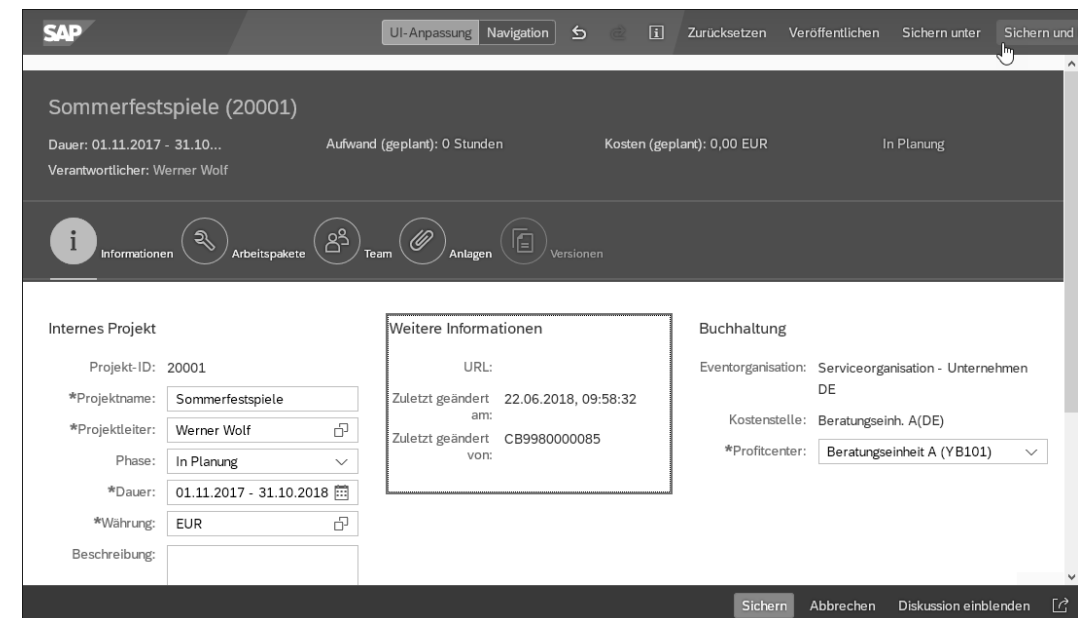 SAP
UI-Anpassung Navigation Zurücksetzen Veröffentlichen Sichern unter Sichern und
Sommerfestspiele (20001)
Dauer: 01.11.2017 - 31.10... Aufwand (geplant): 0 Stunden Kosten (geplant): 0,00 EUR In Planung
Verantwortlicher: Werner Wolf
Informationen Arbeitspakete Team Anlagen Versionen
Internes Projekt
Projekt-ID: 20001
*Projektname: Sommerfestspiele
*Projektleiter: Werner Wolf
Phase: In Planung
*Dauer: 01.11.2017 - 31.10.2018
*Währung: EUR
Beschreibung:
Weitere Informationen
URL:
Zuletzt geändert 22.06.2018, 09:58:32
am:
Zuletzt geändert CB9980000085
von:
Buchhaltung
Eventorganisation: Serviceorganisation - Unternehmen
DE
Kostenstelle: Beratungseinh. A(DE)
*Profitcenter: Beratungseinheit A (YB101)
Sichern Abbrechen Diskussion einblenden